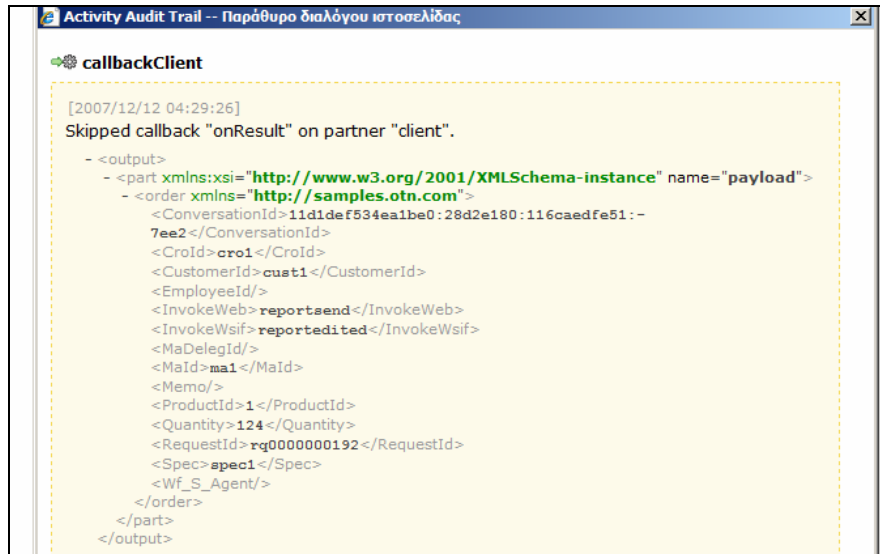 Activity Audit Trail -- Παράθυρο διαλόγου ιστοσελίδας
callbackClient
[2007/12/12 04:29:26]
Skipped callback "onResult" on partner "client".
- <output>
- <part xmlns:xsi="http://www.w3.org/2001/XMLSchema-instance" name="payload">
- <order xmlns="http://samples.otn.com">
<ConversationId>11d1def534ea1be0:28d2e180:116caedfe51:-
7ee2</ConversationId>
<CroId>cro1</CroId>
<CustomerId>cust1</CustomerId>
<EmployeeId/>
<InvokeWeb>reportsend</InvokeWeb>
<InvokeWsif>reportedited</InvokeWsif>
<MaDelegId/>
<MaId>ma1</MaId>
<Memo/>
<ProductId>1</ProductId>
<Quantity>124</Quantity>
<RequestId>rq0000000192</RequestId>
<Spec>spec1</Spec>
<Wf_S_Agent/>
</order>
</part>
</output>